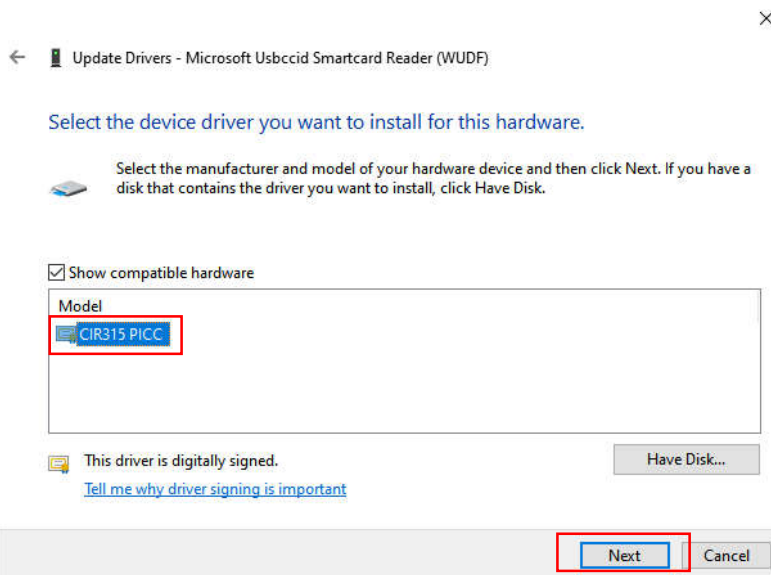 Update Drivers - Microsoft Usbccid Smartcard Reader (WUDF)
Select the device driver you want to install for this hardware.
Select the manufacturer and model of your hardware device and then click Next. If you have a
disk that contains the driver you want to install, click Have Disk.
Show compatible hardware
Model
CIR315 PICC
This driver is digitally signed.
Have Disk...
Tell me why driver signing is important
Next
Cancel